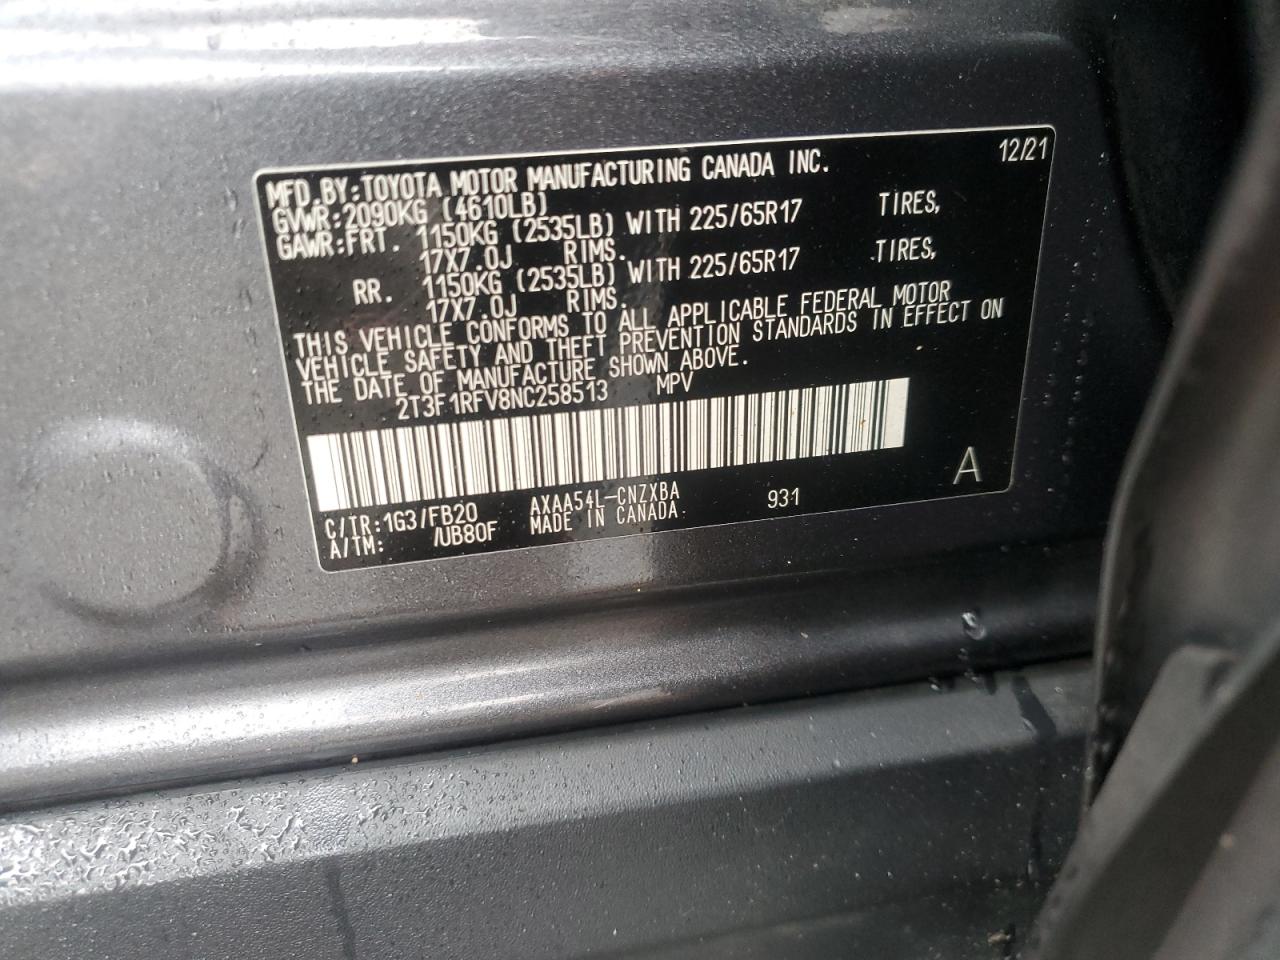 12/21
MFD.BY:TOYOTA MOTOR MANUFACTURING CANADA INC.
GVWR:2090KG (4610LB)
GAWR:FRT. 1150KG (2535LB) WITH 225/65R17 TIRES,
17X7.0J RIMS.
RR. 1150KG (2535LB) WITH 225/65R17 TIRES,
17X7.0J RIMS.
THIS VEHICLE CONFORMS TO ALL APPLICABLE FEDERAL MOTOR
VEHICLE SAFETY AND THEFT PREVENTION STANDARDS IN EFFECT ON
THE DATE OF MANUFACTURE SHOWN ABOVE.
2T3F1RFV8NC258513 MPV
A
C/TR:1G3/FB20 AXAA54L-CNZXBA 931
A/TM: /UB80F MADE IN CANADA